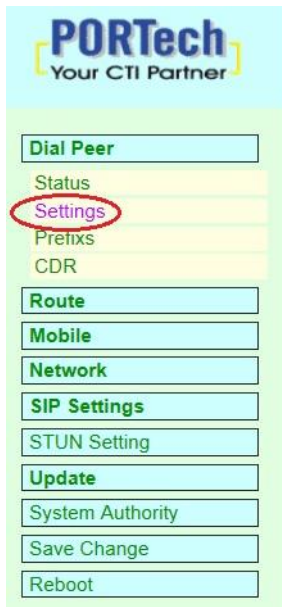 PORTech
Your CTI Partner
Dial Peer
Status
Settings
Prefixs
CDR
Route
Mobile
Network
SIP Settings
STUN Setting
Update
System Authority
Save Change
Reboot